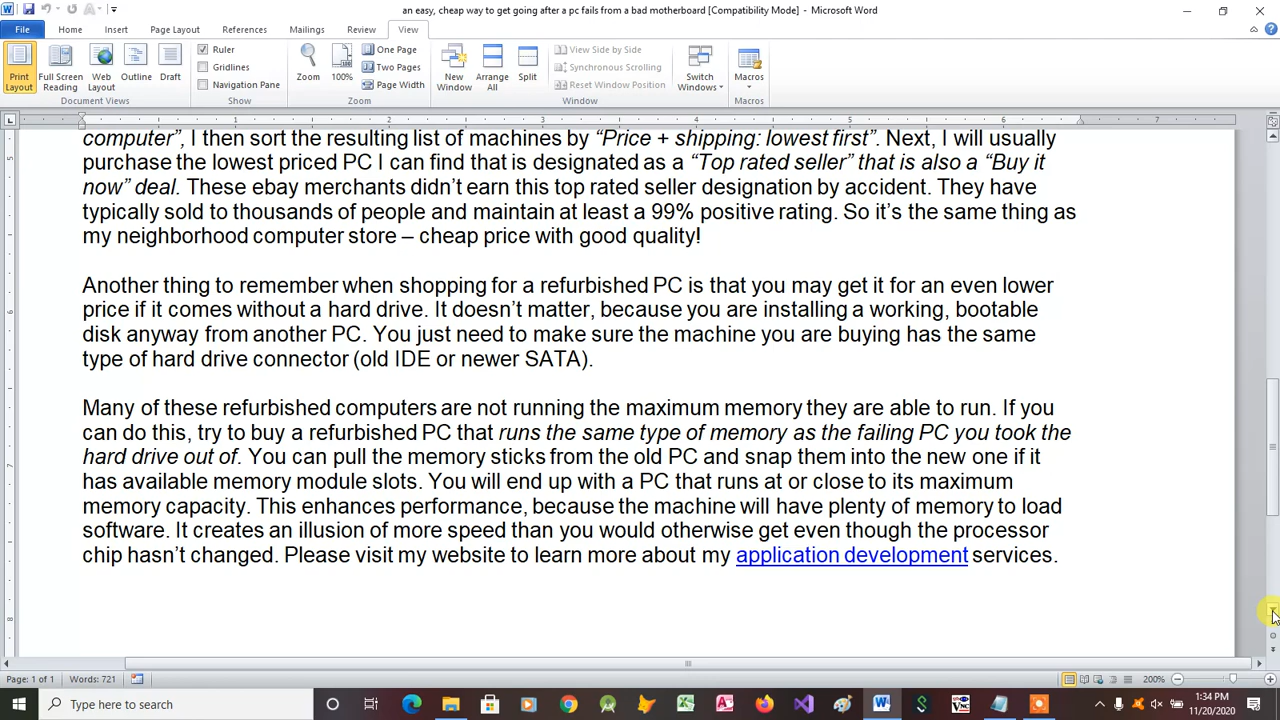 an easy, cheap way to get going after a pc fails from a bad motherboard [Compatibility Mode] - Microsoft Word
File Home Insert Page Layout References Mailings Review View
Print Layout
Full Screen Reading
Web Layout
Outline
Draft
Ruler
Gridlines
Navigation Pane
Zoom
100%
One Page
Two Pages
Page Width
New Window
Arrange All
Split
View Side by Side
Synchronous Scrolling
Reset Window Position
Switch Windows
Macros
Document Views Show Zoom Window Macros
1 2 3 4 5 6 7
computer”, I then sort the resulting list of machines by “Price + shipping: lowest first”. Next, I will usually
purchase the lowest priced PC I can find that is designated as a “Top rated seller” that is also a “Buy it
now” deal. These ebay merchants didn’t earn this top rated seller designation by accident. They have
typically sold to thousands of people and maintain at least a 99% positive rating. So it’s the same thing as
my neighborhood computer store – cheap price with good quality!
Another thing to remember when shopping for a refurbished PC is that you may get it for an even lower
price if it comes without a hard drive. It doesn’t matter, because you are installing a working, bootable
disk anyway from another PC. You just need to make sure the machine you are buying has the same
type of hard drive connector (old IDE or newer SATA).
Many of these refurbished computers are not running the maximum memory they are able to run. If you
can do this, try to buy a refurbished PC that runs the same type of memory as the failing PC you took the
hard drive out of. You can pull the memory sticks from the old PC and snap them into the new one if it
has available memory module slots. You will end up with a PC that runs at or close to its maximum
memory capacity. This enhances performance, because the machine will have plenty of memory to load
software. It creates an illusion of more speed than you would otherwise get even though the processor
chip hasn’t changed. Please visit my website to learn more about my application development services.
5
6
7
8
Page: 1 of 1 Words: 721 200%
Type here to search
1:34 PM
11/20/2020